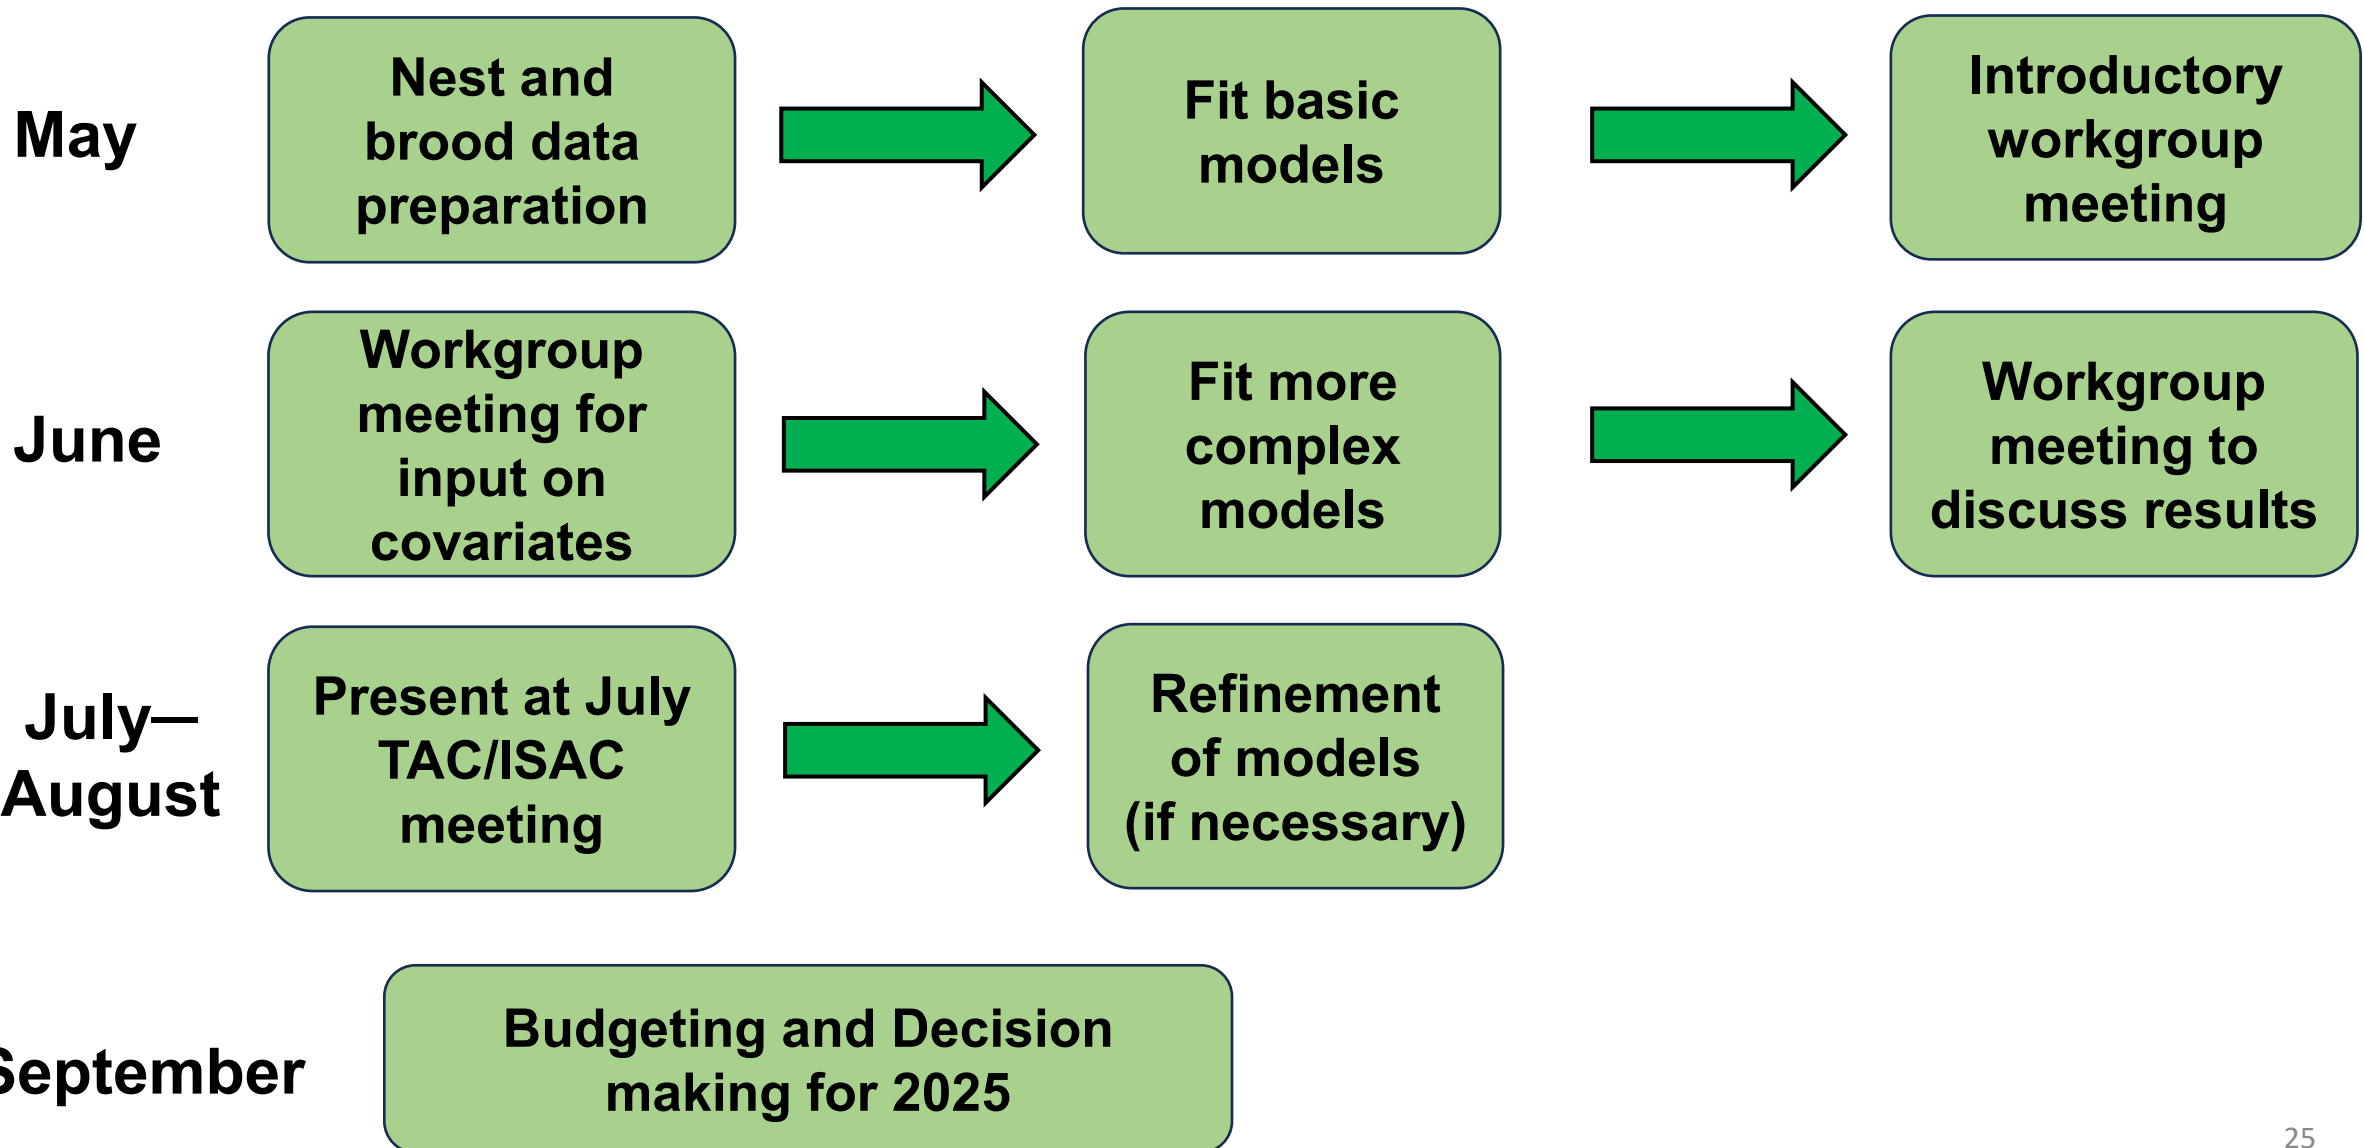 May
Nest and
brood data
preparation
Fit basic
models
Introductory
workgroup
meeting
June
Workgroup
meeting for
input on
covariates
Fit more
complex
models
Workgroup
meeting to
discuss results
July—
August
Present at July
TAC/ISAC
meeting
Refinement
of models
(if necessary)
September
Budgeting and Decision
making for 2025
25